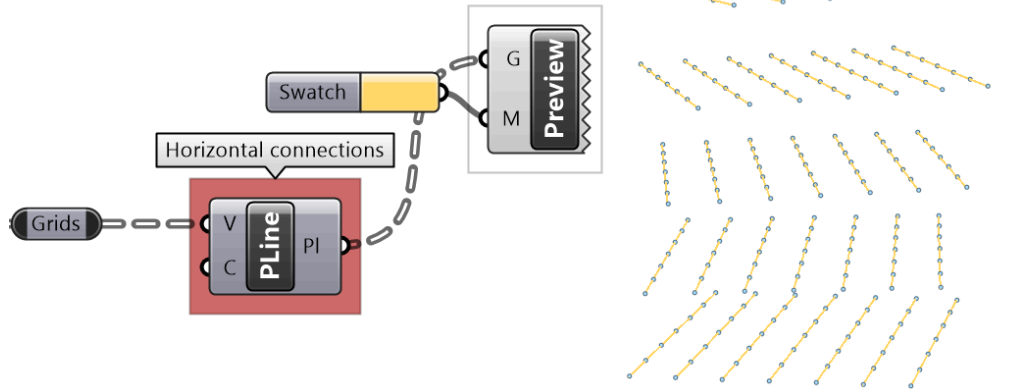 Swatch
G
M
Preview
Horizontal connections
Grids
V
C
PLine
Pl